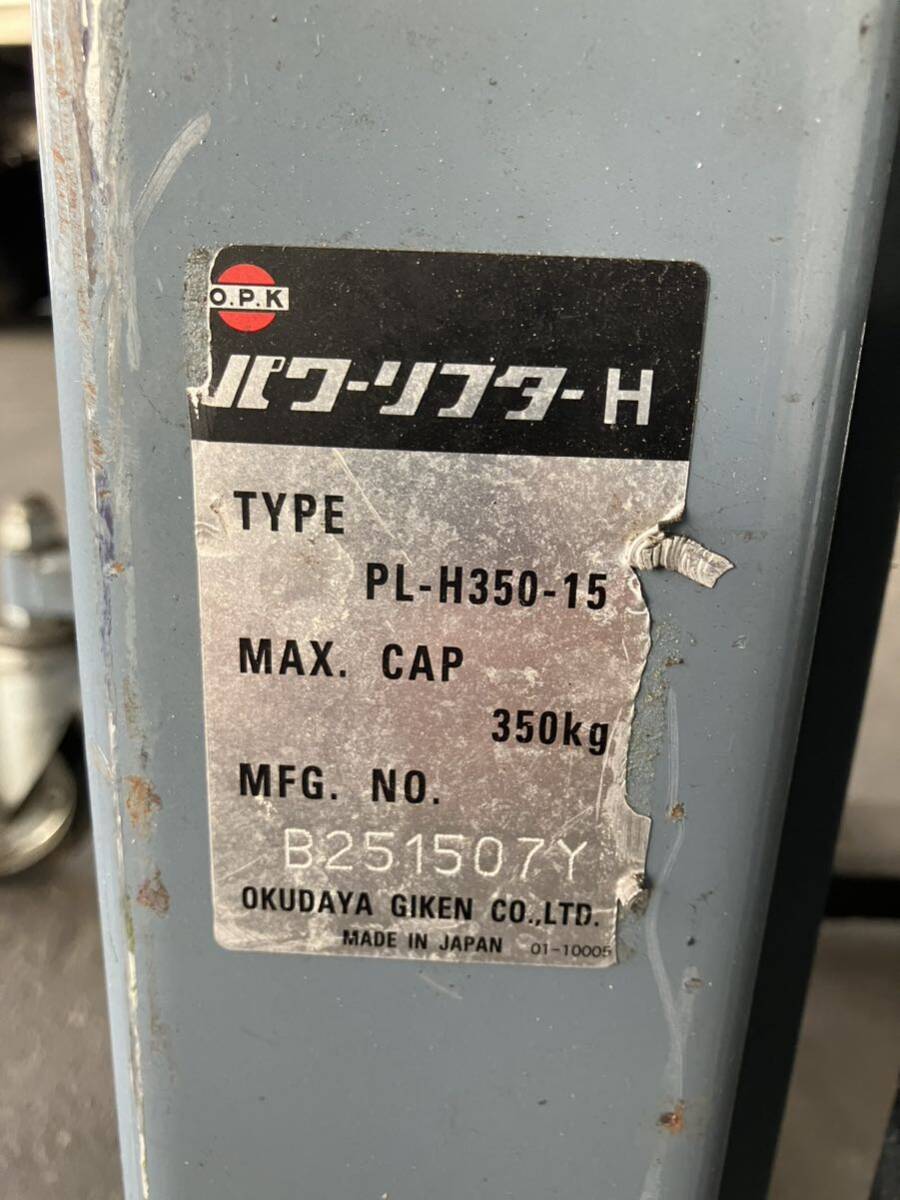 O.P.K
パワーリフターH
TYPE
PL-H350-15
MAX. CAP
350kg
MFG. NO.
B251507Y
OKUDAYA GIKEN CO.,LTD.
MADE IN JAPAN 01-10005